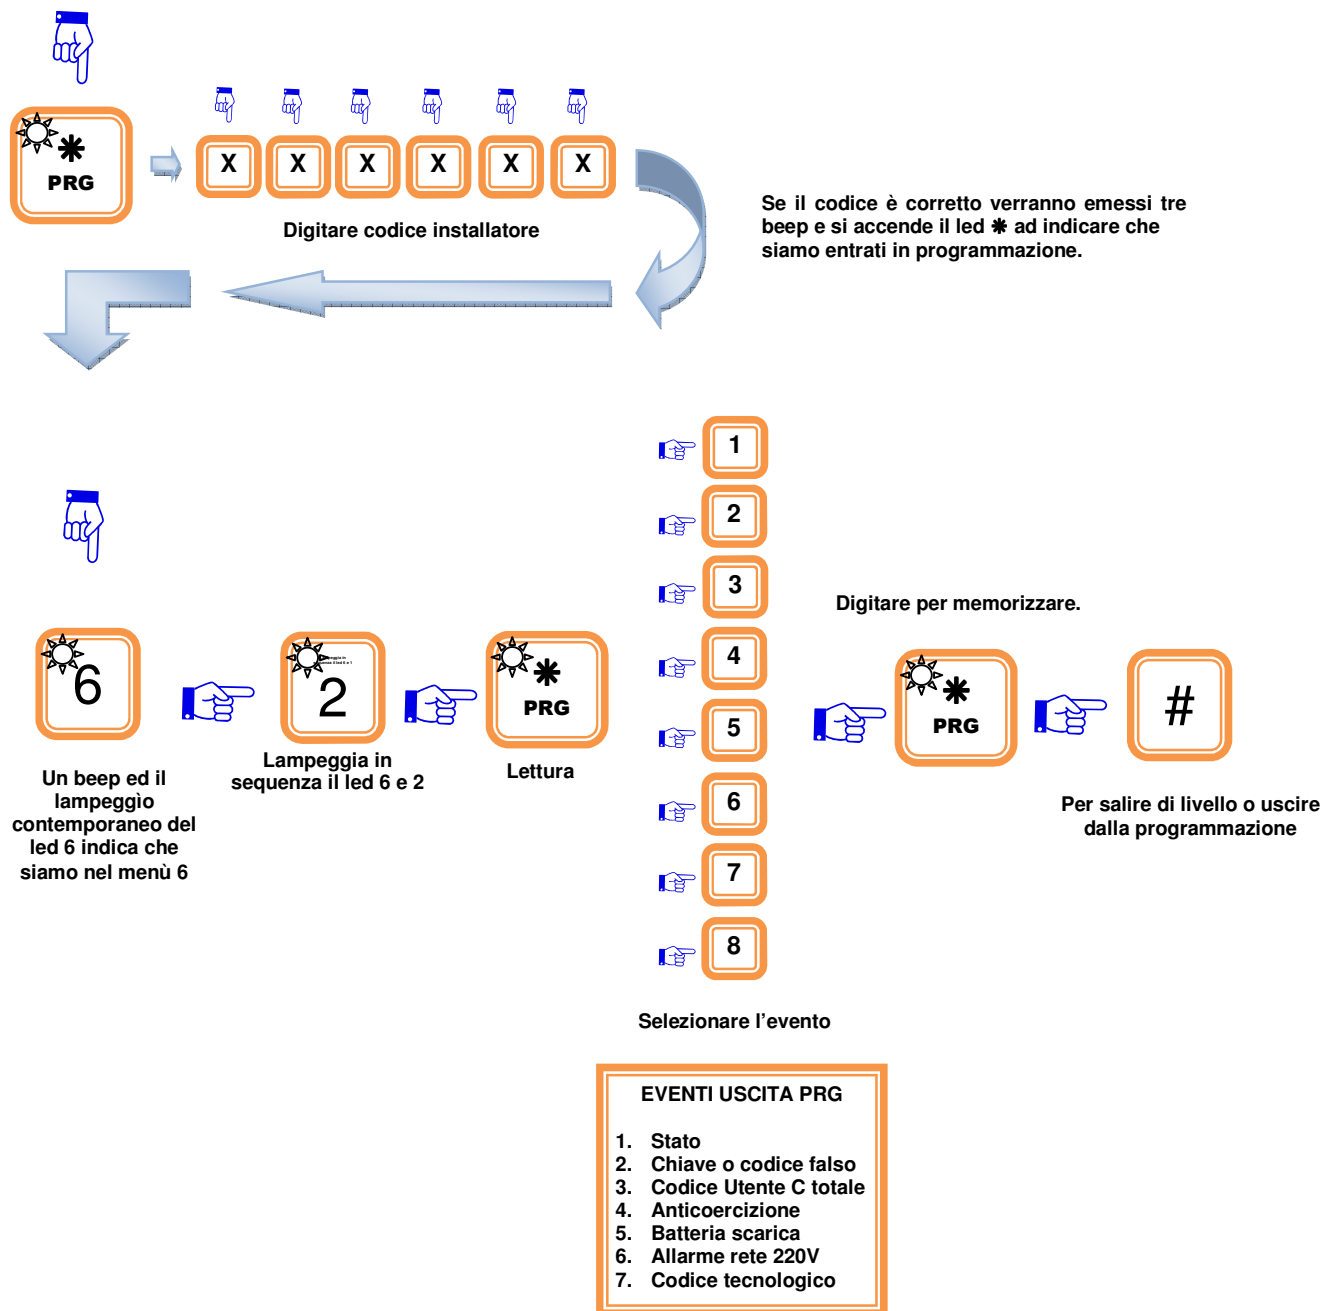 PRG
X X X X X X
Digitare codice installatore
Se il codice è corretto verranno emessi tre
beep e si accende il led ✱ ad indicare che
siamo entrati in programmazione.
1
2
3
4
5
6
7
8
Selezionare l'evento
6
Un beep ed il
lampeggìo
contemporaneo del
led 6 indica che
siamo nel menù 6
2
Lampeggia in
sequenza il led 6 e 2
PRG
Lettura
Digitare per memorizzare.
PRG
#
Per salire di livello o uscire
dalla programmazione
EVENTI USCITA PRG
1. Stato
2. Chiave o codice falso
3. Codice Utente C totale
4. Anticoercizione
5. Batteria scarica
6. Allarme rete 220V
7. Codice tecnologico